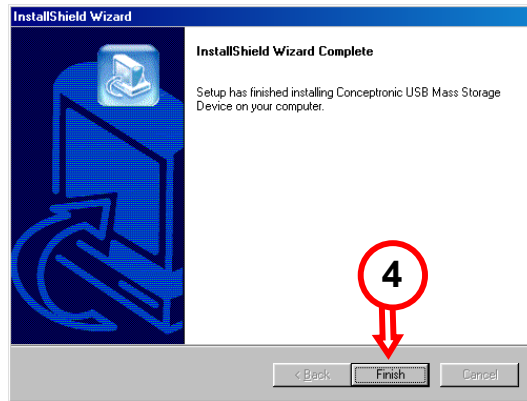 InstallShield Wizard
InstallShield Wizard Complete
Setup has finished installing Conceptronic USB Mass Storage
Device on your computer.
4
< Back Finish Cancel